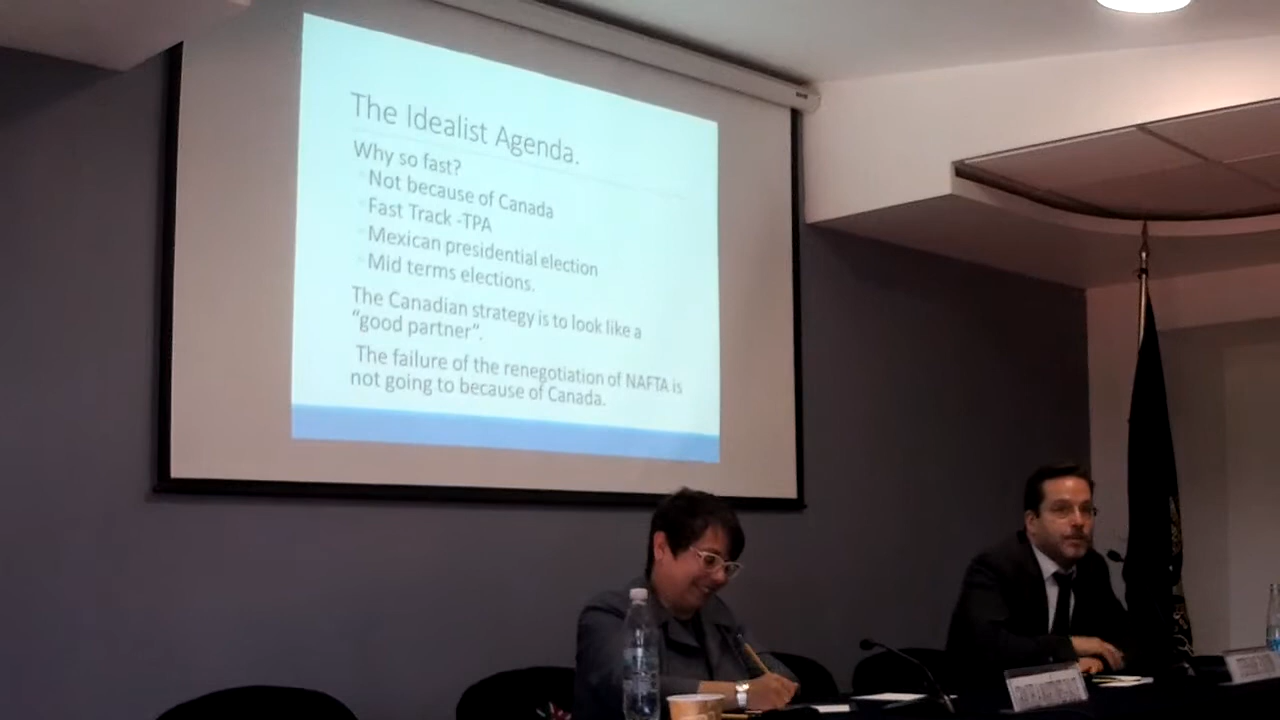 The Idealist Agenda.
Why so fast?
Not because of Canada
Fast Track -TPA
Mexican presidential election
Mid terms elections.
The Canadian strategy is to look like a
“good partner”.
The failure of the renegotiation of NAFTA is
not going to because of Canada.